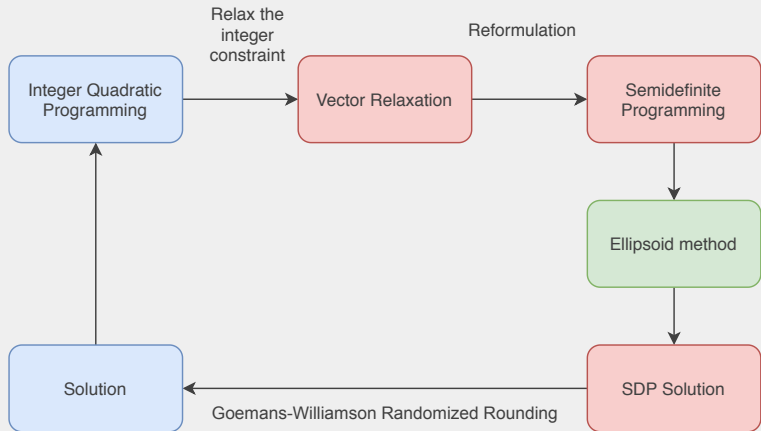 Relax the
integer
constraint
Reformulation
Integer Quadratic
Programming
Vector Relaxation
Semidefinite
Programming
Ellipsoid method
Solution
SDP Solution
Goemans-Williamson Randomized Rounding